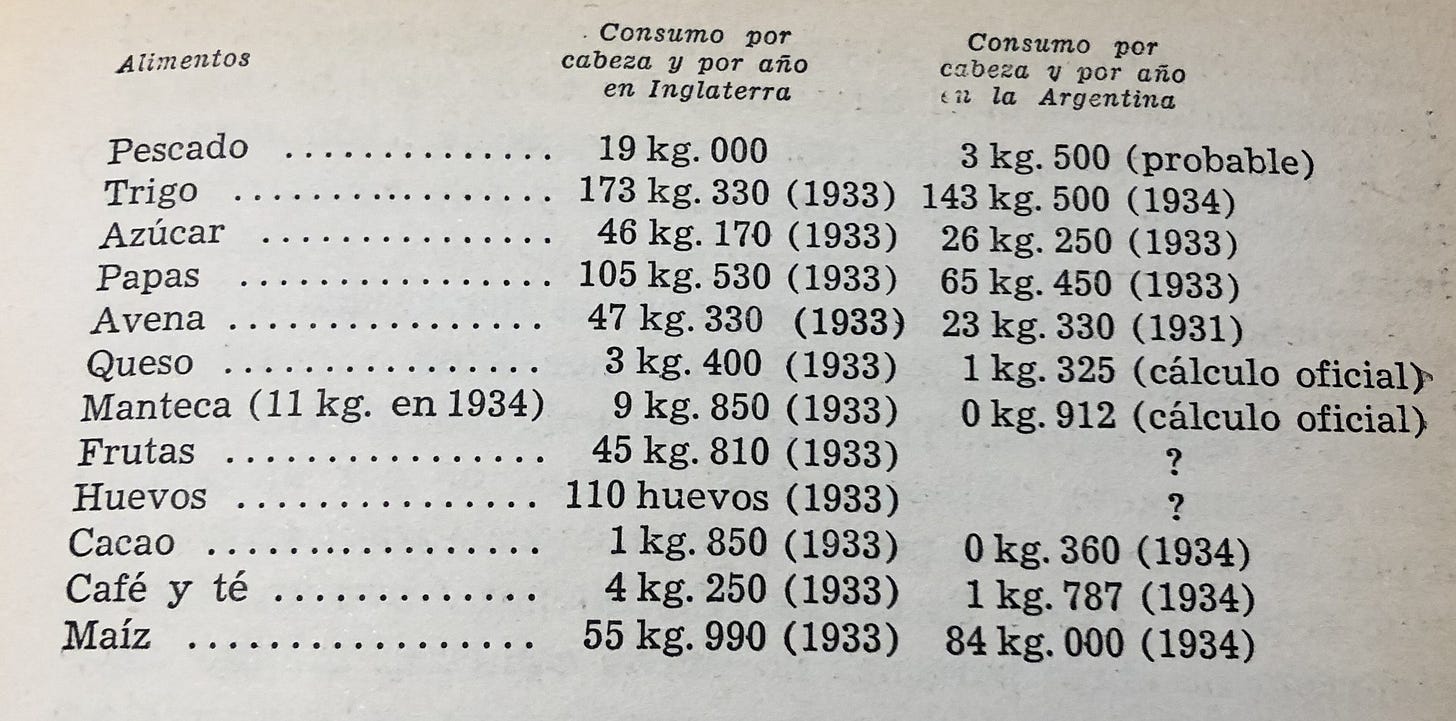 Alimentos Consumo por cabeza y por año en Inglaterra Consumo por cabeza y por año en la Argentina
Pescado .............. 19 kg. 000 3 kg. 500 (probable)
Trigo ................ 173 kg. 330 (1933) 143 kg. 500 (1934)
Azúcar ............... 46 kg. 170 (1933) 26 kg. 250 (1933)
Papas ................ 105 kg. 530 (1933) 65 kg. 450 (1933)
Avena ................ 47 kg. 330 (1933) 23 kg. 330 (1931)
Queso ................ 3 kg. 400 (1933) 1 kg. 325 (cálculo oficial)
Manteca (11 kg. en 1934) 9 kg. 850 (1933) 0 kg. 912 (cálculo oficial)
Frutas ................ 45 kg. 810 (1933) ?
Huevos ............... 110 huevos (1933) ?
Cacao ................. 1 kg. 850 (1933) 0 kg. 360 (1934)
Café y té ............. 4 kg. 250 (1933) 1 kg. 787 (1934)
Maíz .................. 55 kg. 990 (1933) 84 kg. 000 (1934)